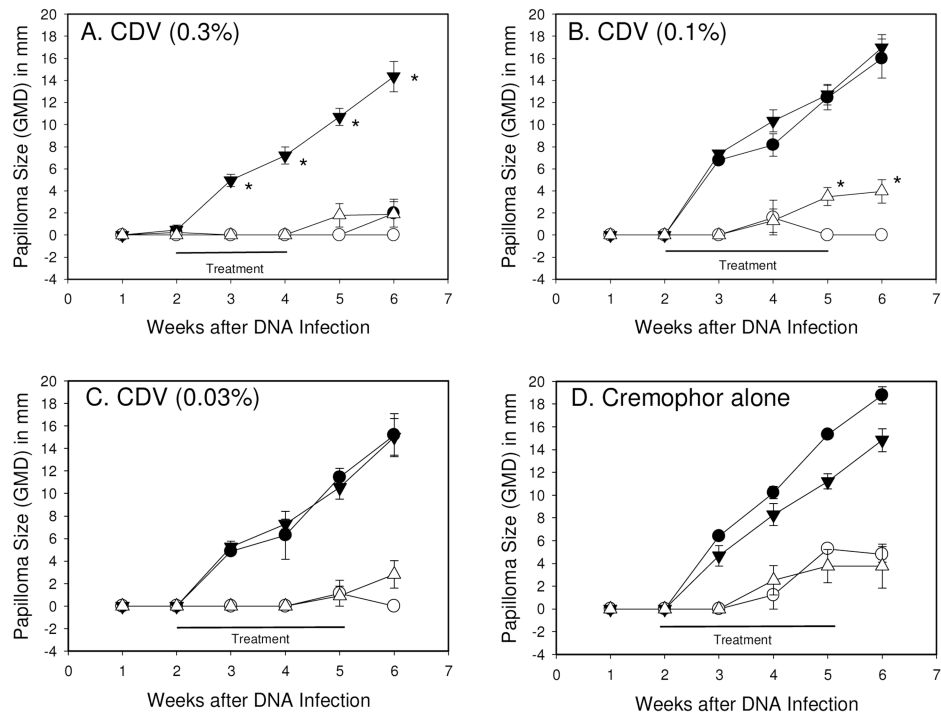 A. CDV (0.3%)
Papilloma Size (GMD) in mm
20
18
16
14
12
10
8
6
4
2
0
-2
-4
*
*
*
*
Treatment
0 1 2 3 4 5 6 7
Weeks after DNA Infection
B. CDV (0.1%)
Papilloma Size (GMD) in mm
20
18
16
14
12
10
8
6
4
2
0
-2
-4
*
*
Treatment
0 1 2 3 4 5 6 7
Weeks after DNA Infection
C. CDV (0.03%)
Papilloma Size (GMD) in mm
20
18
16
14
12
10
8
6
4
2
0
-2
-4
Treatment
0 1 2 3 4 5 6 7
Weeks after DNA Infection
D. Cremophor alone
Papilloma Size (GMD) in mm
20
18
16
14
12
10
8
6
4
2
0
-2
-4
Treatment
0 1 2 3 4 5 6 7
Weeks after DNA Infection